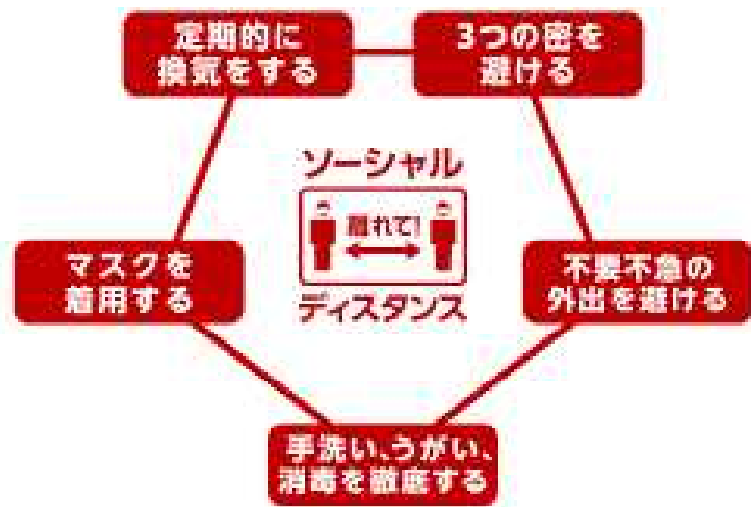 定期的に
換気をする
3つの密を
避ける
ソーシャル
離れて!
ディスタンス
マスクを
着用する
不要不急の
外出を避ける
手洗い、うがい、
消毒を徹底する